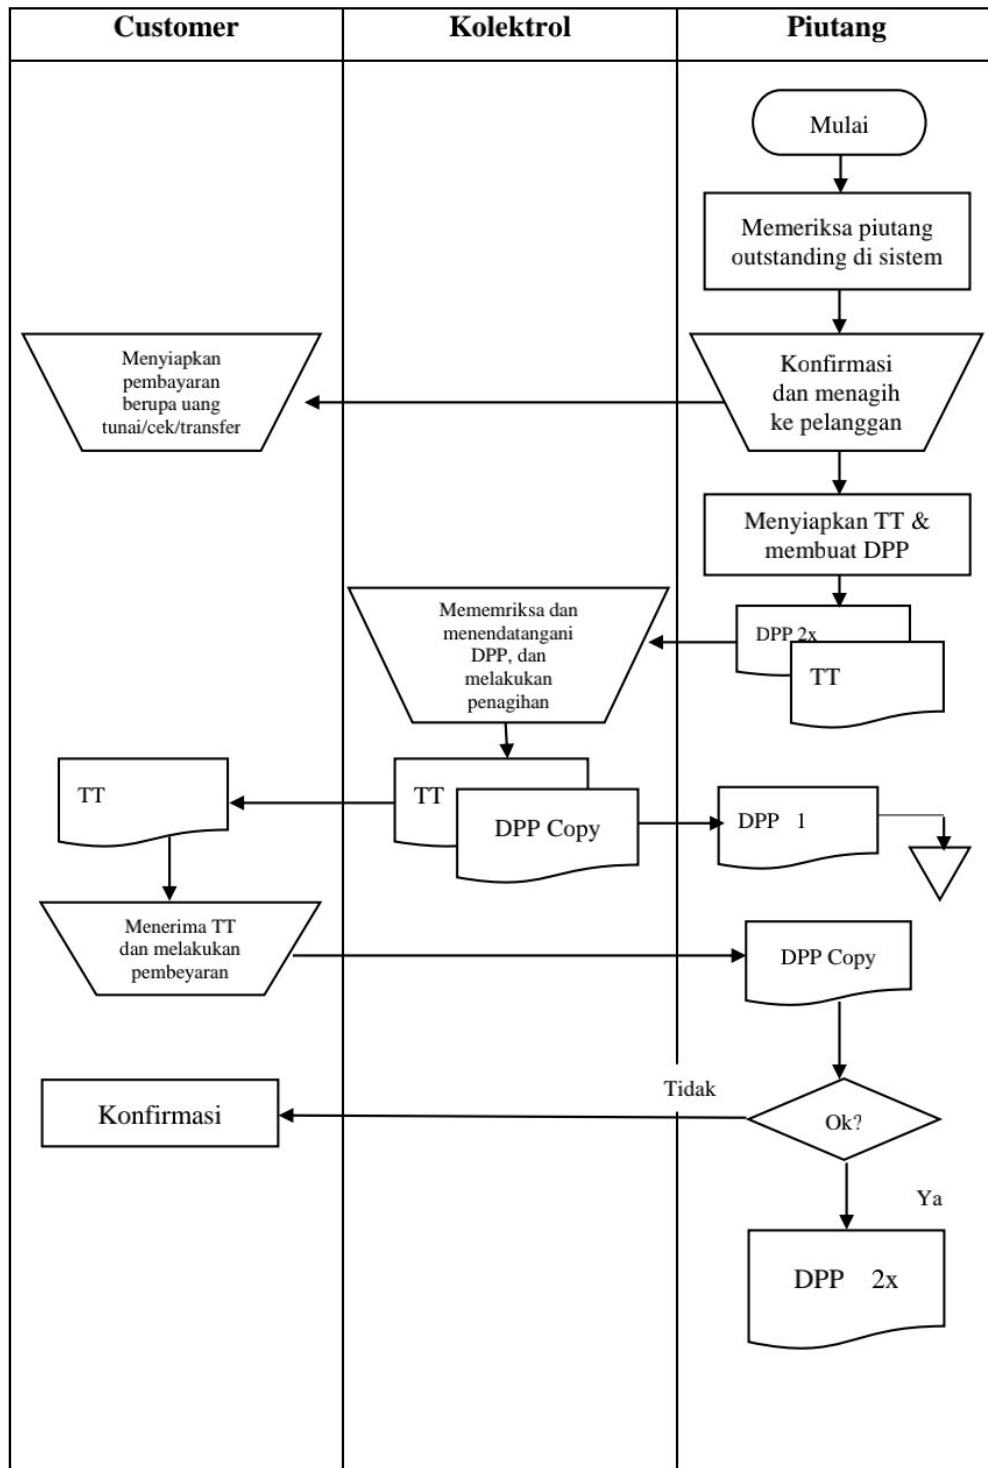 Customer
Kolektrol
Piutang
Mulai
Memeriksa piutang
outstanding di sistem
Menyiapkan
pembayaran
berupa uang
tunai/cek/transfer
Konfirmasi
dan menagih
ke pelanggan
Menyiapkan TT &
membuat DPP
Mememriksa dan
menendatangani
DPP, dan
melakukan
penagihan
DPP 2x
TT
TT
TT
DPP Copy
DPP 1
Menerima TT
dan melakukan
pembeyaran
DPP Copy
Tidak
Konfirmasi
Ok?
Ya
DPP 2x